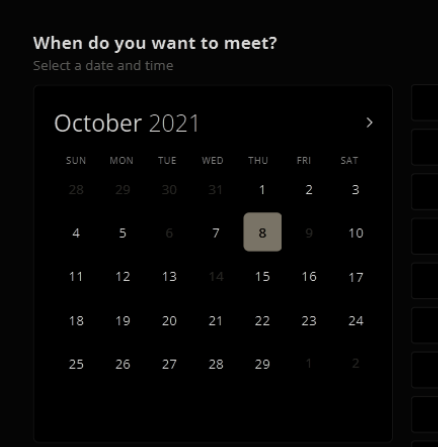 When do you want to meet?
Select a date and time
October 2021
SUN MON TUE WED THU FRI SAT
28 29 30 31 1 2 3
4 5 6 7 8 9 10
11 12 13 14 15 16 17
18 19 20 21 22 23 24
25 26 27 28 29 1 2